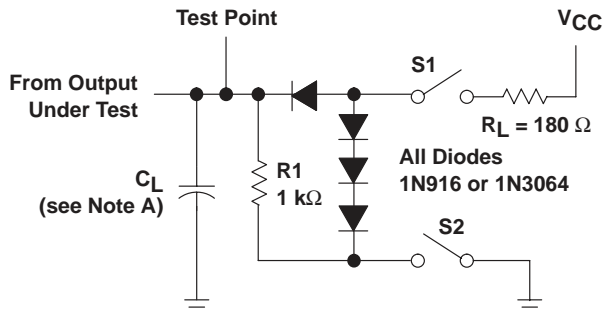 Test Point
VCC
S1
From Output
Under Test
RL = 180 Ω
R1
1 kΩ
All Diodes
1N916 or 1N3064
CL
(see Note A)
S2